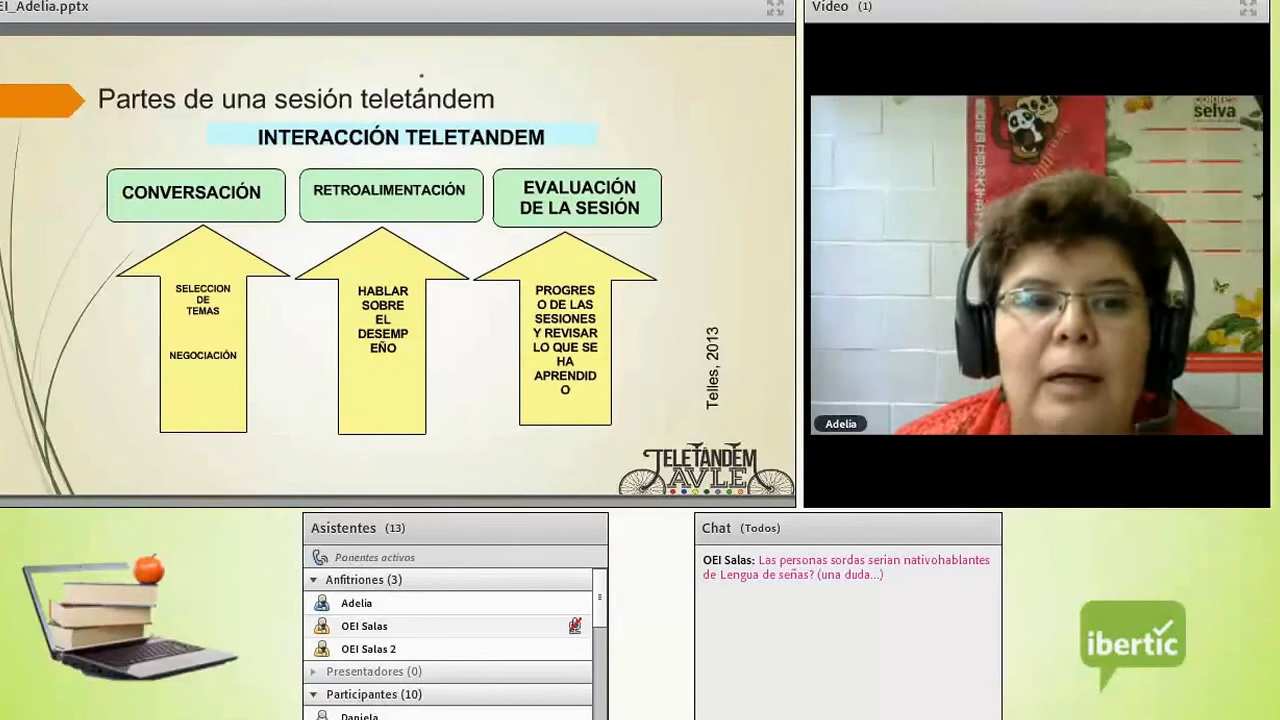 EI_Adelia.pptx
Partes de una sesión teletándem
INTERACCIÓN TELETANDEM
CONVERSACIÓN
RETROALIMENTACIÓN
EVALUACIÓN
DE LA SESIÓN
SELECCION
DE
TEMAS
NEGOCIACIÓN
HABLAR
SOBRE
EL
DESEMP
EÑO
PROGRES
O DE LAS
SESIONES
Y REVISAR
LO QUE SE
HA
APRENDID
O
Telles, 2013
TELETÂNDEM
AVLE
Video (1)
selva
Adelia
Asistentes (13)
Ponentes activos
Anfitriones (3)
Adelia
OEI Salas
OEI Salas 2
Presentadores (0)
Participantes (10)
Daniela
Chat (Todos)
OEI Salas: Las personas sordas serian nativohablantes
de Lengua de señas? (una duda...)
ibertic